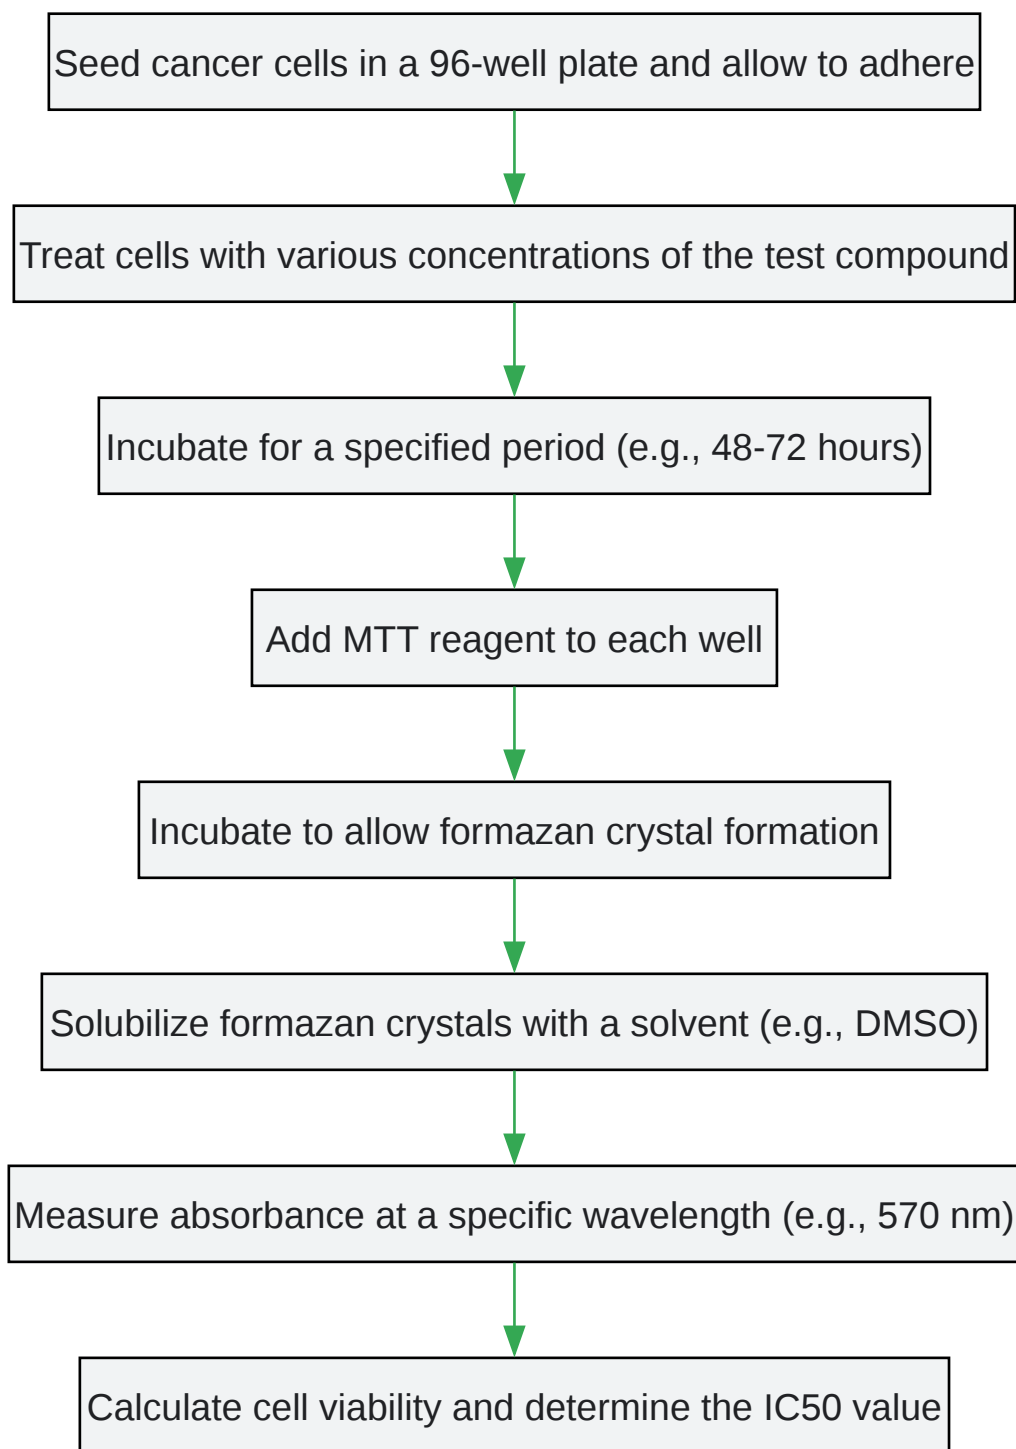 Seed cancer cells in a 96-well plate and allow to adhere
Treat cells with various concentrations of the test compound
Incubate for a specified period (e.g., 48-72 hours)
Add MTT reagent to each well
Incubate to allow formazan crystal formation
Solubilize formazan crystals with a solvent (e.g., DMSO)
Measure absorbance at a specific wavelength (e.g., 570 nm)
Calculate cell viability and determine the IC50 value